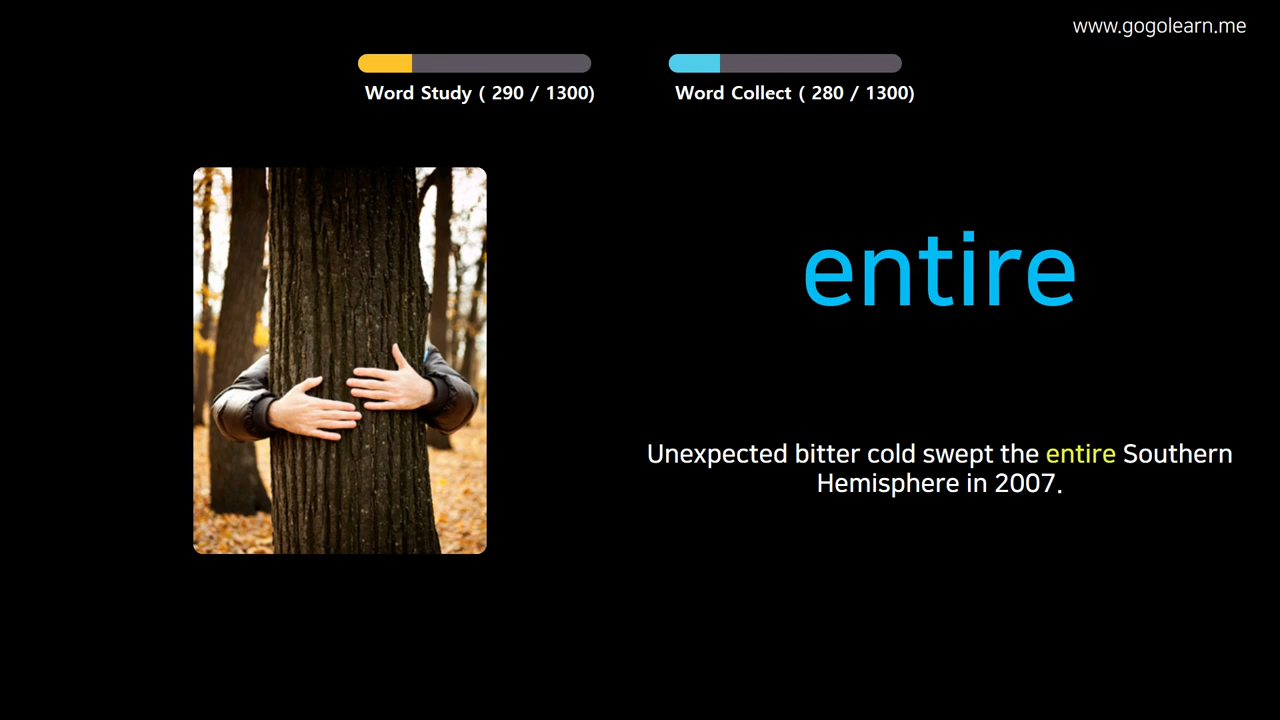 www.gogolearn.me
Word Study ( 290 / 1300)
Word Collect ( 280 / 1300)
entire
Unexpected bitter cold swept the entire Southern
Hemisphere in 2007.